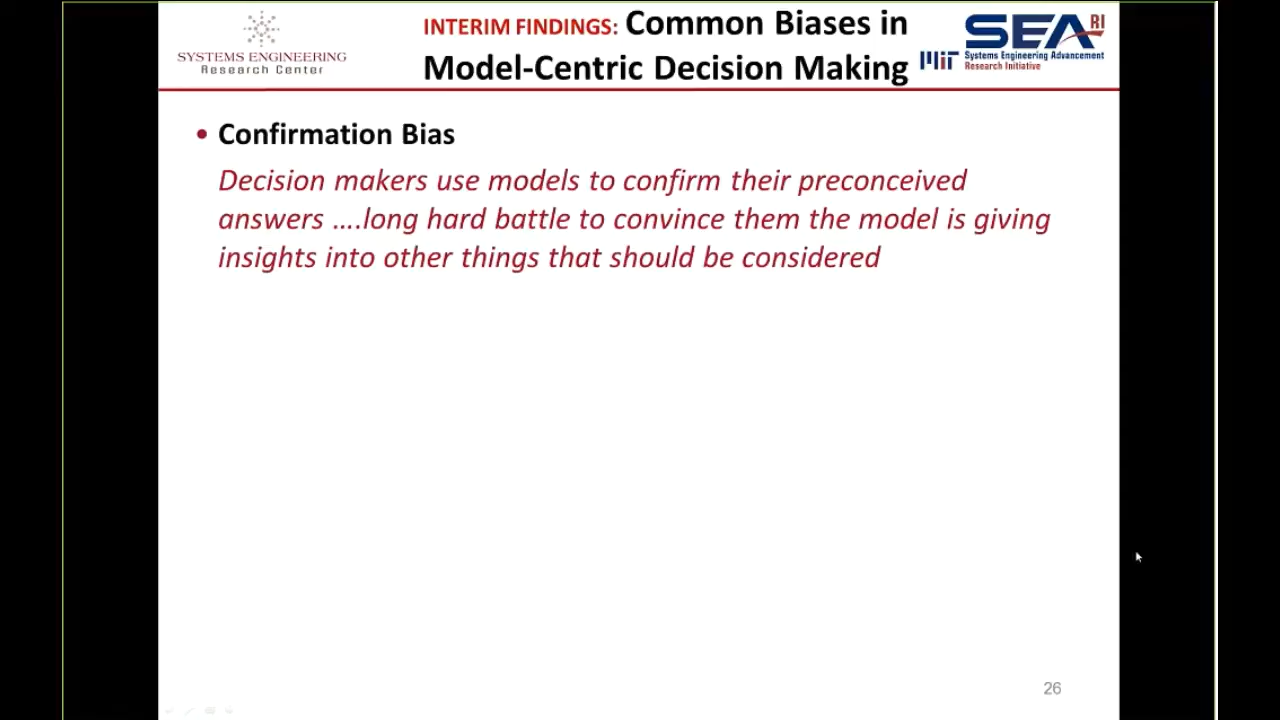 SYSTEMS ENGINEERING
Research Center
INTERIM FINDINGS: Common Biases in
Model-Centric Decision Making
SEARI
MIT Systems Engineering Advancement
Research Initiative
• Confirmation Bias
Decision makers use models to confirm their preconceived
answers ....long hard battle to convince them the model is giving
insights into other things that should be considered
26